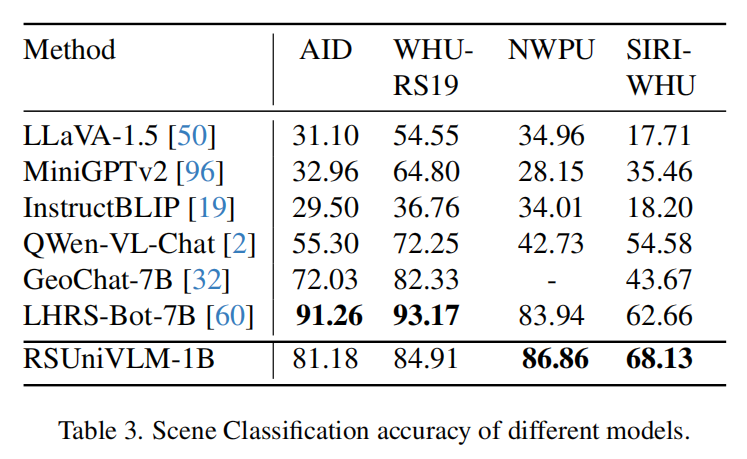 Method AID WHU- NWPU SIRI-
RS19 WHU
LLaVA-1.5 [50] 31.10 54.55 34.96 17.71
MiniGPTv2 [96] 32.96 64.80 28.15 35.46
InstructBLIP [19] 29.50 36.76 34.01 18.20
QWen-VL-Chat [2] 55.30 72.25 42.73 54.58
GeoChat-7B [32] 72.03 82.33 - 43.67
LHRS-Bot-7B [60] 91.26 93.17 83.94 62.66
RSUniVLM-1B 81.18 84.91 86.86 68.13
Table 3. Scene Classification accuracy of different models.